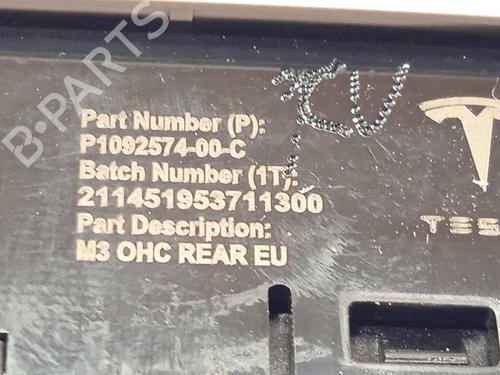 B-PARTS
Part Number (P):
P1092574-00-C
Batch Number (1T):
211451953711300
Part Description:
M3 OHC REAR EU